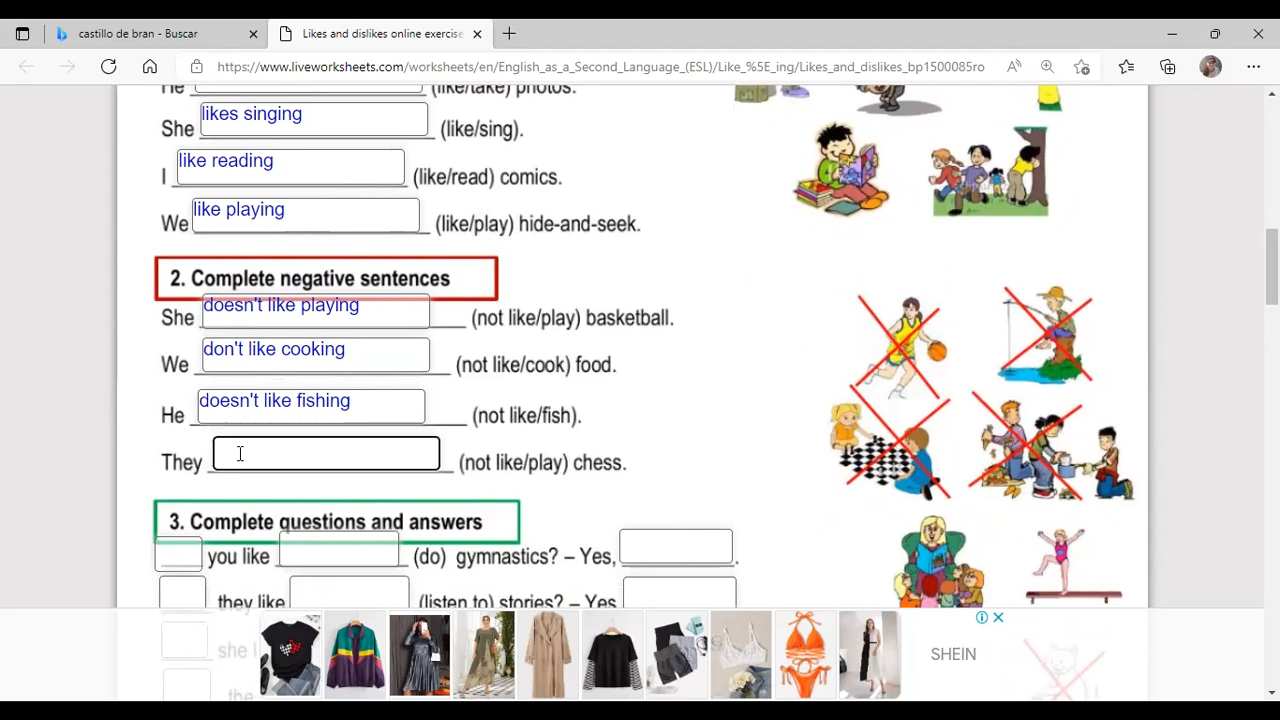 castillo de bran - Buscar
Likes and dislikes online exercise
https://www.liveworksheets.com/worksheets/en/English_as_a_Second_Language_(ESL)/Like_%5E_ing/Likes_and_dislikes_bp1500085ro
He (like/take) photos.
She likes singing (like/sing).
I like reading (like/read) comics.
We like playing (like/play) hide-and-seek.
2. Complete negative sentences
She doesn't like playing (not like/play) basketball.
We don't like cooking (not like/cook) food.
He doesn't like fishing (not like/fish).
They (not like/play) chess.
3. Complete questions and answers
you like (do) gymnastics? – Yes, .
they like (listen to) stories? – Yes
she l
the
SHEIN